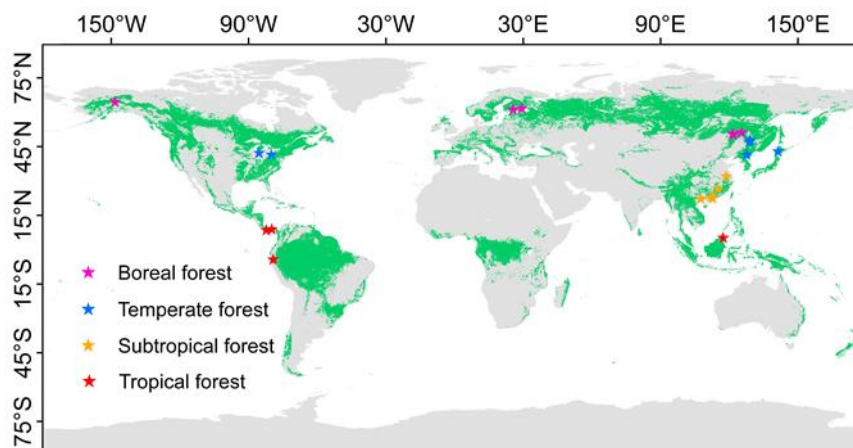 150°W 90°W 30°W 30°E 90°E 150°E
75°N
45°N
15°N
15°S
45°S
75°S
Boreal forest
Temperate forest
Subtropical forest
Tropical forest